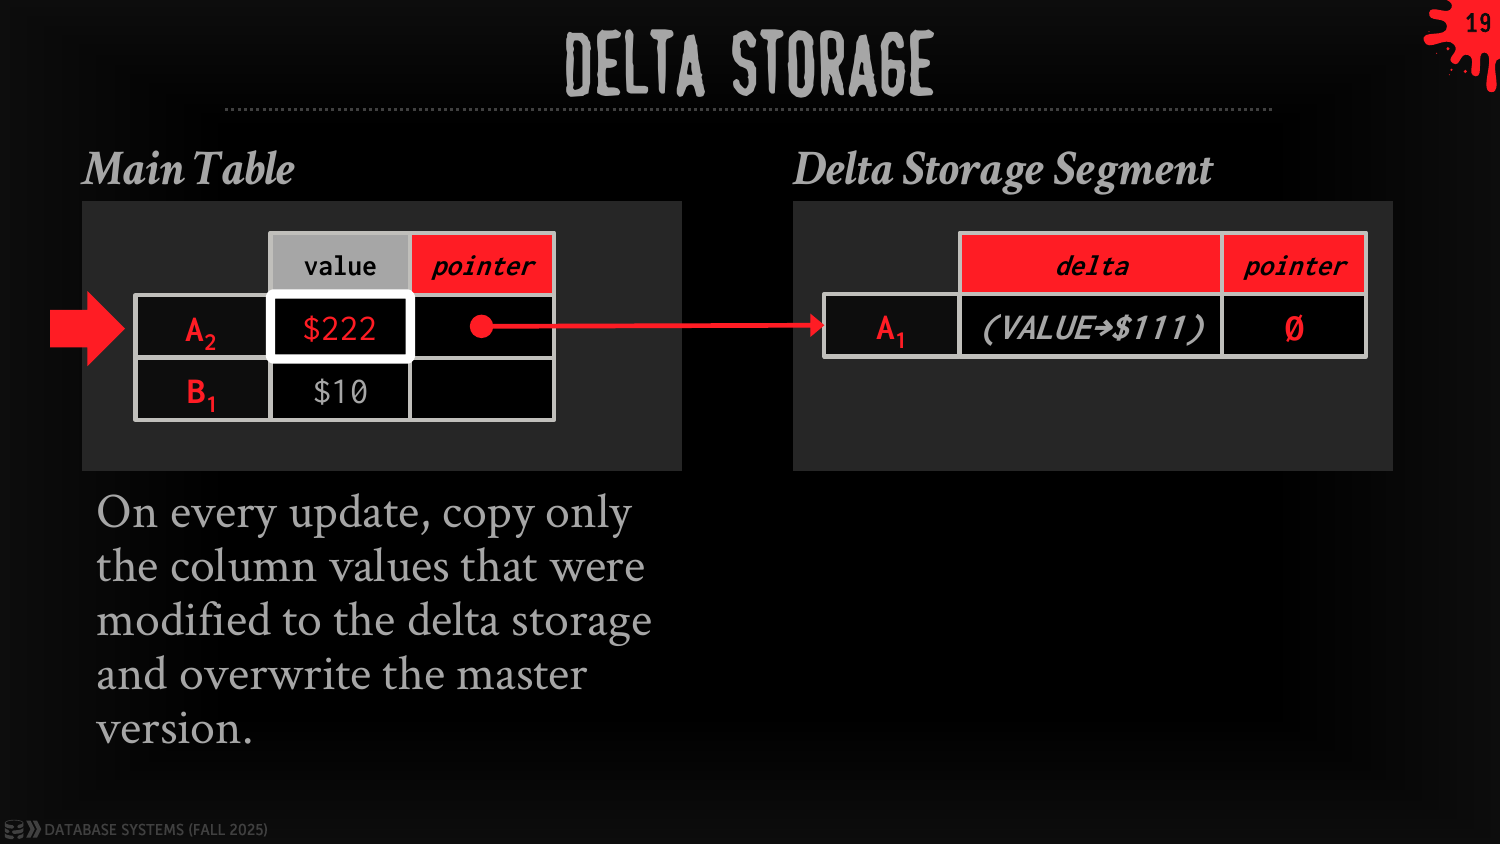 19
DELTA STORAGE
Main Table
value pointer
A2 $222
B1 $10
Delta Storage Segment
delta pointer
A1 (VALUE→$111) Ø
On every update, copy only
the column values that were
modified to the delta storage
and overwrite the master
version.
DATABASE SYSTEMS (FALL 2025)